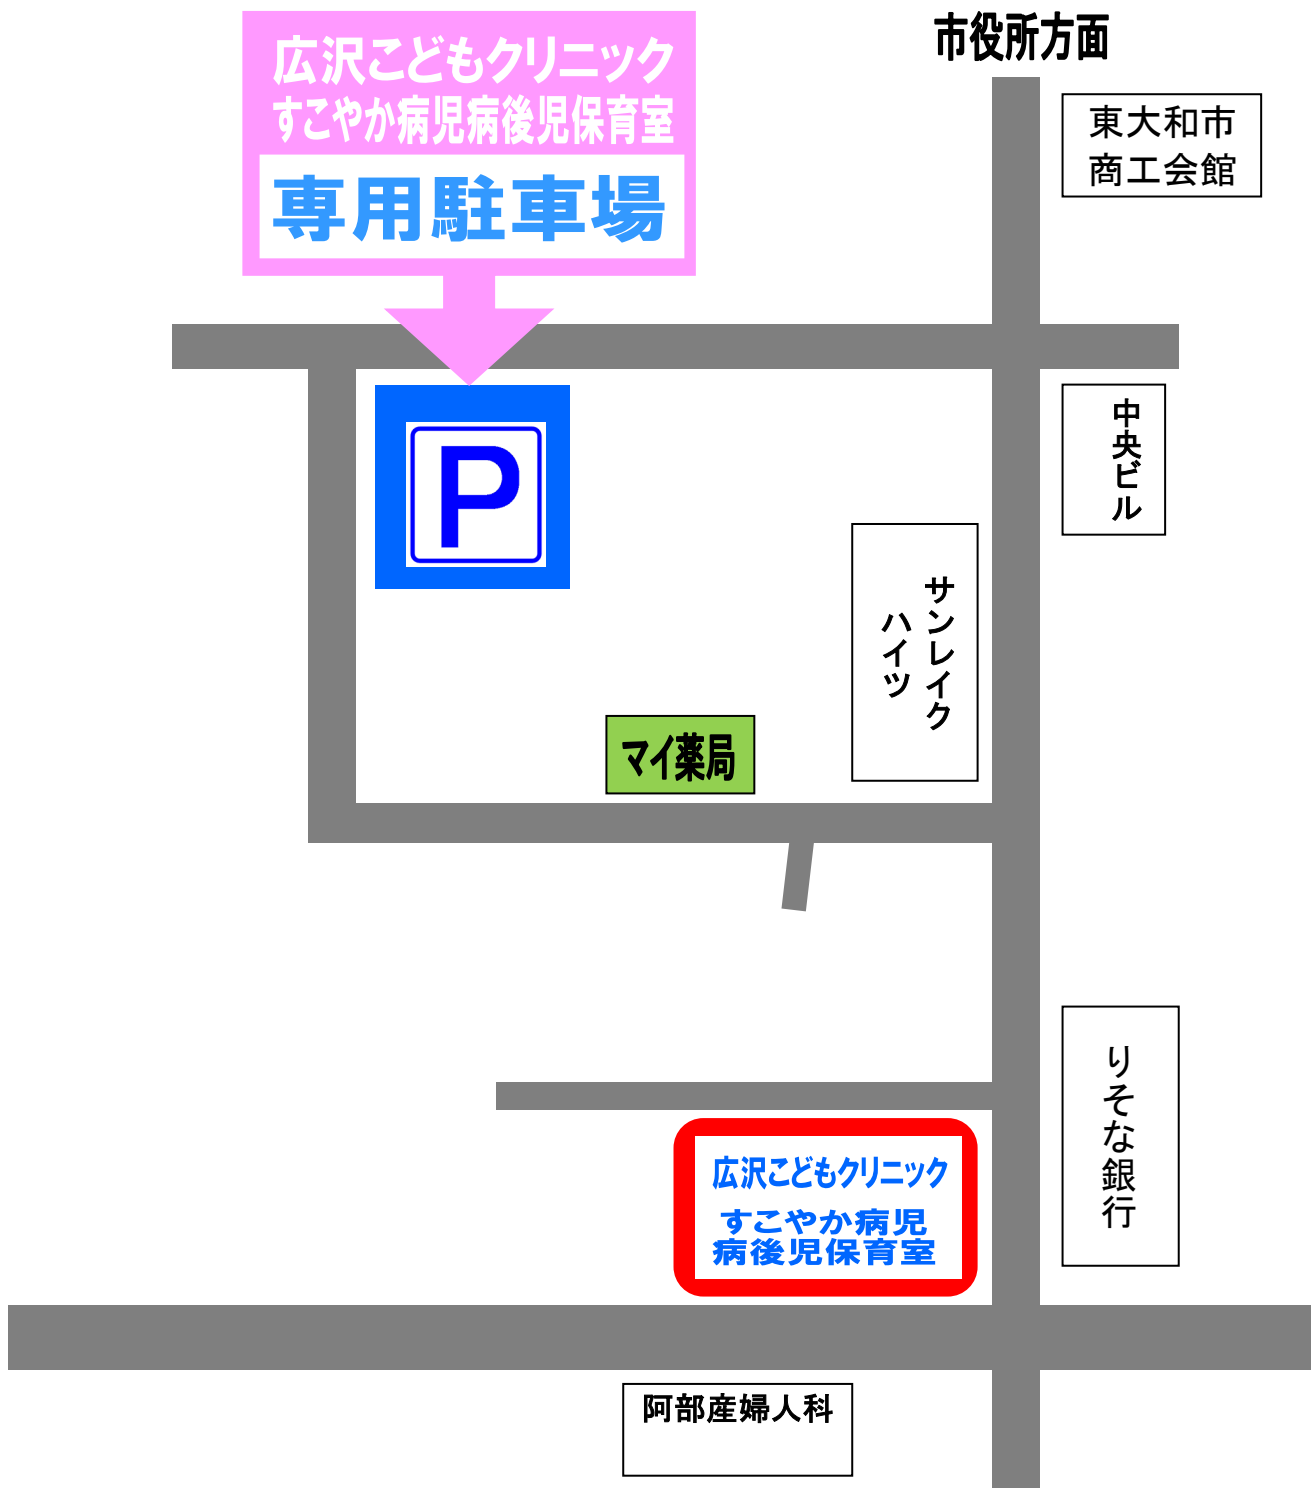 広沢こどもクリニック
すこやか病児病後児保育室
専用駐車場
市役所方面
東大和市
商工会館
P
中央ビル
サンレイク
ハイツ
マイ薬局
りそな銀行
広沢こどもクリニック
すこやか病児
病後児保育室
阿部産婦人科